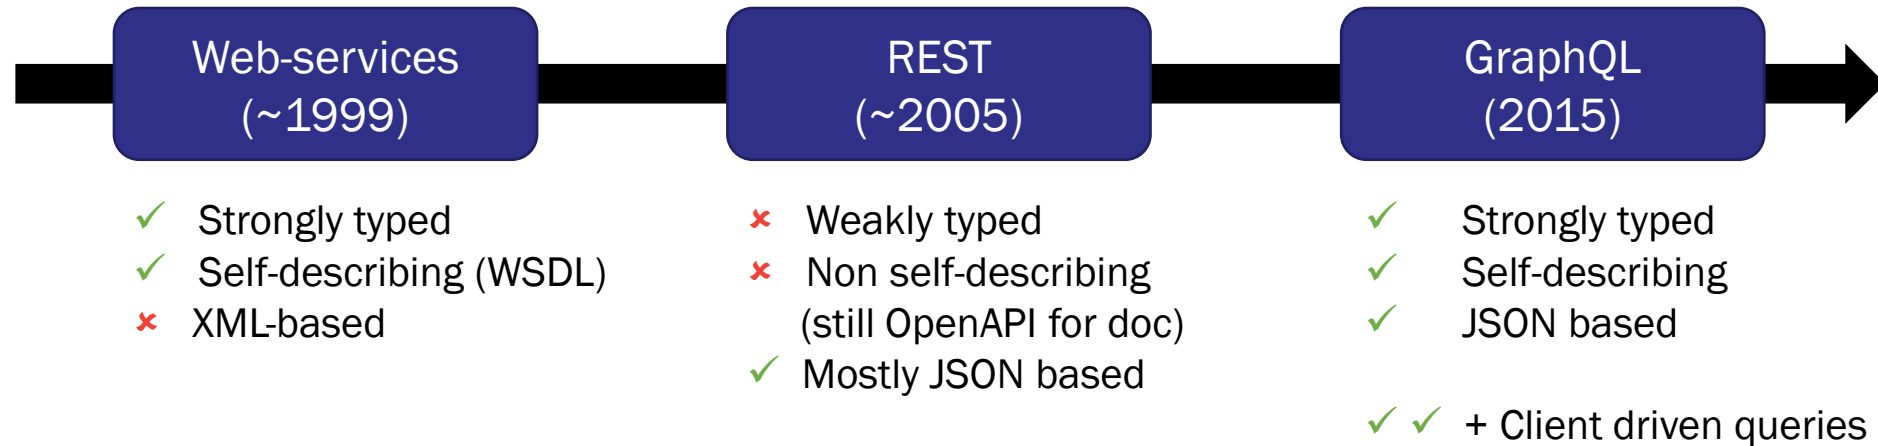 Web-services
(~1999)
✓ Strongly typed
✓ Self-describing (WSDL)
✘ XML-based
REST
(~2005)
✘ Weakly typed
✘ Non self-describing
(still OpenAPI for doc)
✓ Mostly JSON based
GraphQL
(2015)
✓ Strongly typed
✓ Self-describing
✓ JSON based
✓ ✓ + Client driven queries